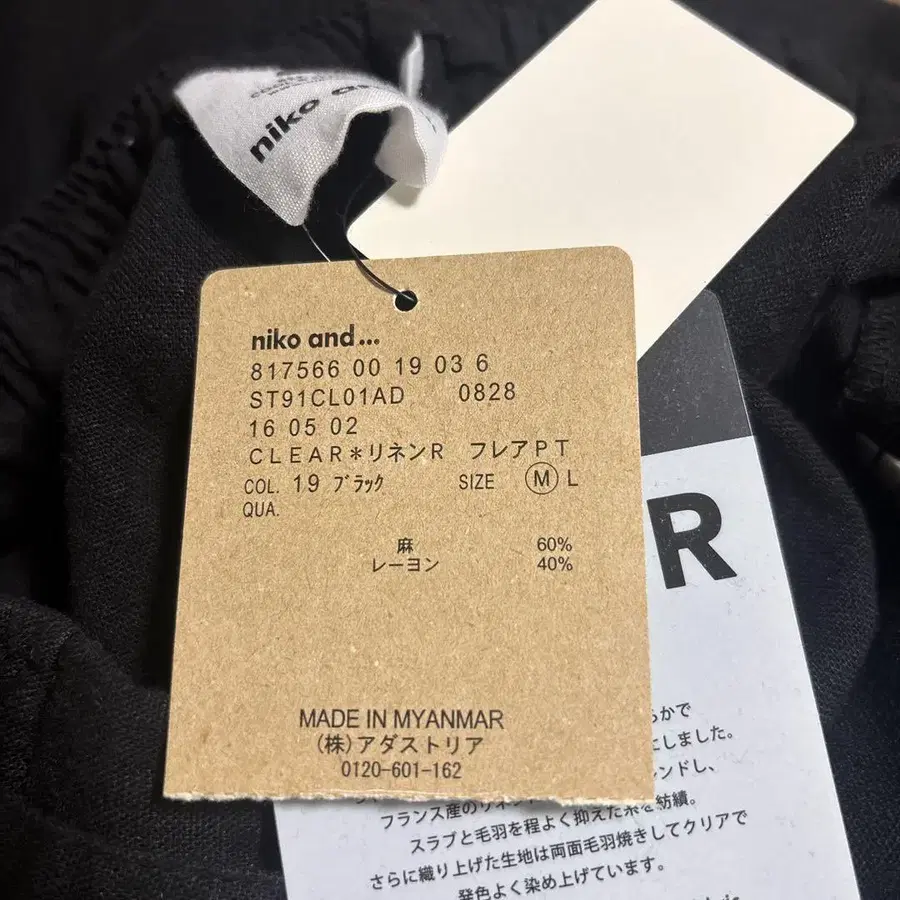 niko and
niko and...
817566 00 19 03 6
ST91CL01AD 0828
16 05 02
CLEAR*リネンR フレアPT
COL. 19 ブラック SIZE M L
QUA.
麻 60%
レーヨン 40%
MADE IN MYANMAR
(株)アダストリア
0120-601-162
R
らかで
にしました。
レンドし、
フランス産のリネン
スラブと毛羽を程よく抑えた糸を紡績。
さらに織り上げた生地は両面毛羽焼きしてクリアで
発色よく染め上げています。